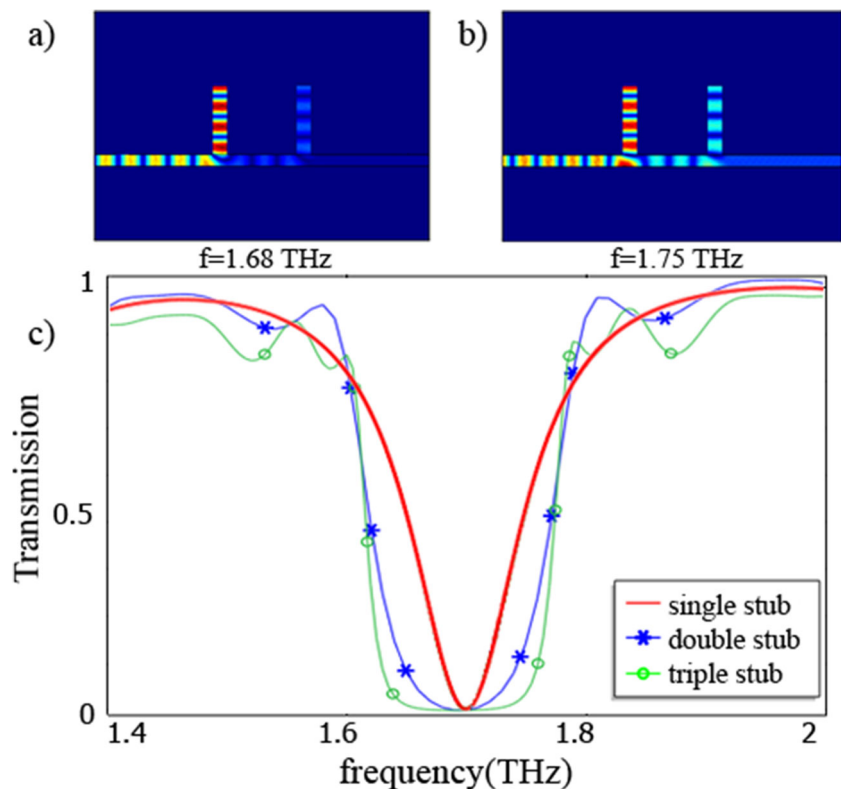 a)
b)
f=1.68 THz
f=1.75 THz
c)
1
0.5
0
Transmission
single stub
double stub
triple stub
1.4
1.6
1.8
2
frequency(THz)